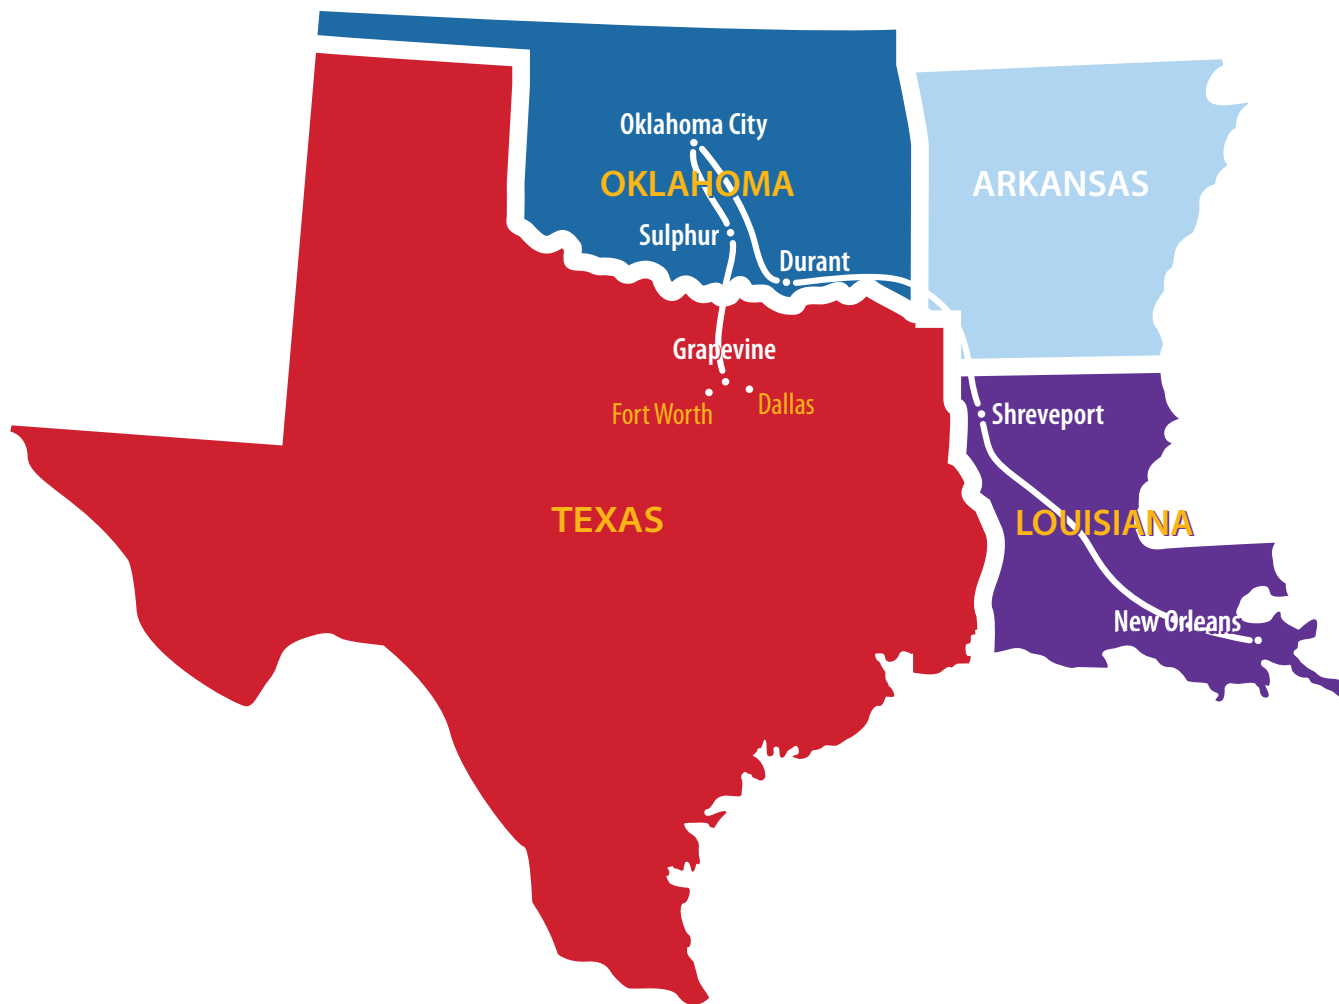 Oklahoma City
OKLAHOMA
ARKANSAS
Sulphur
Durant
Grapevine
Fort Worth
Dallas
Shreveport
TEXAS
LOUISIANA
New Orleans